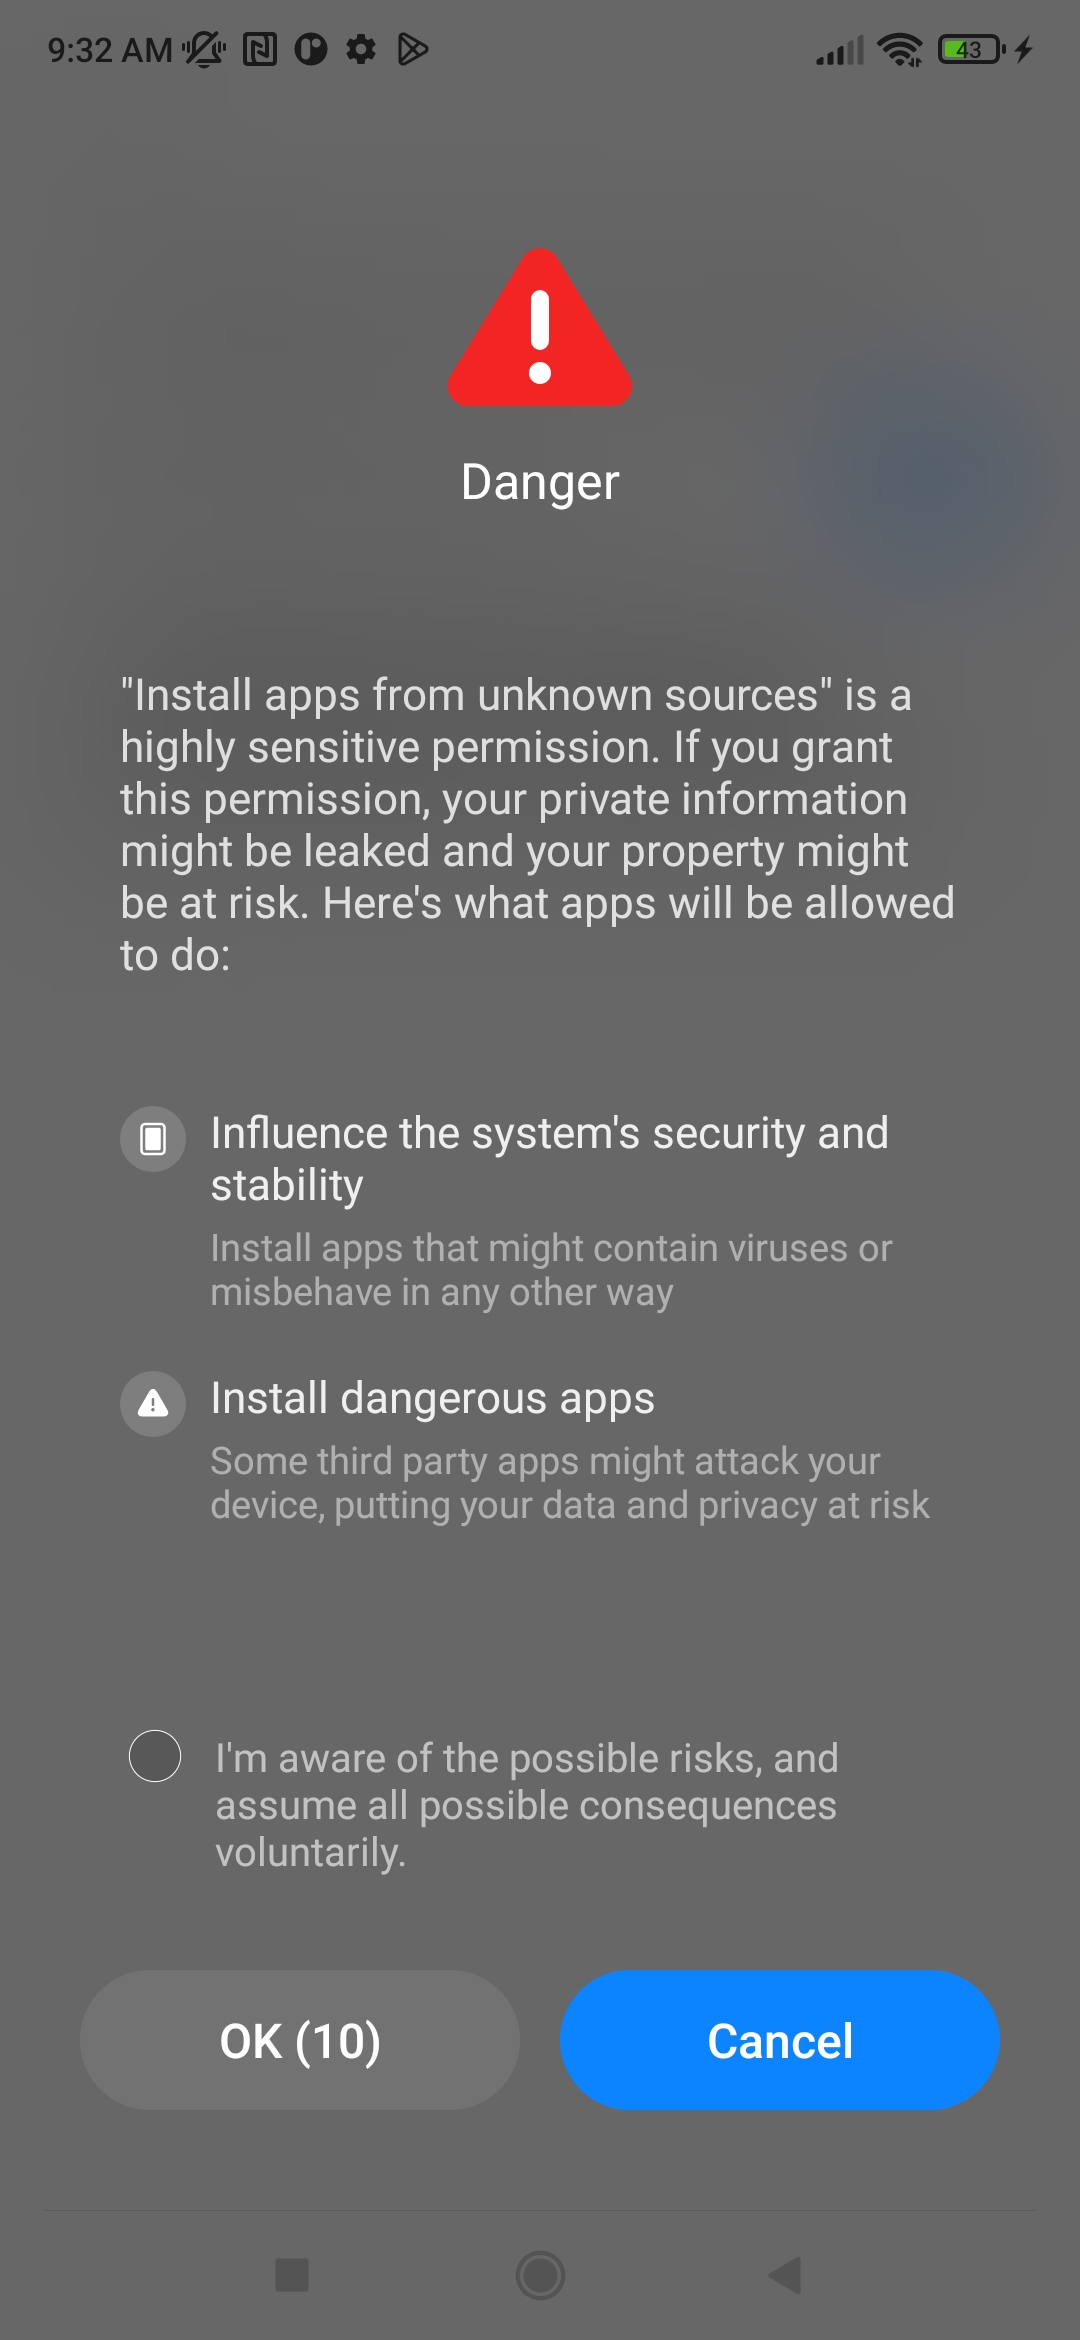 9:32 AM
43
Danger
"Install apps from unknown sources" is a
highly sensitive permission. If you grant
this permission, your private information
might be leaked and your property might
be at risk. Here's what apps will be allowed
to do:
Influence the system's security and
stability
Install apps that might contain viruses or
misbehave in any other way
Install dangerous apps
Some third party apps might attack your
device, putting your data and privacy at risk
I'm aware of the possible risks, and
assume all possible consequences
voluntarily.
OK (10)
Cancel